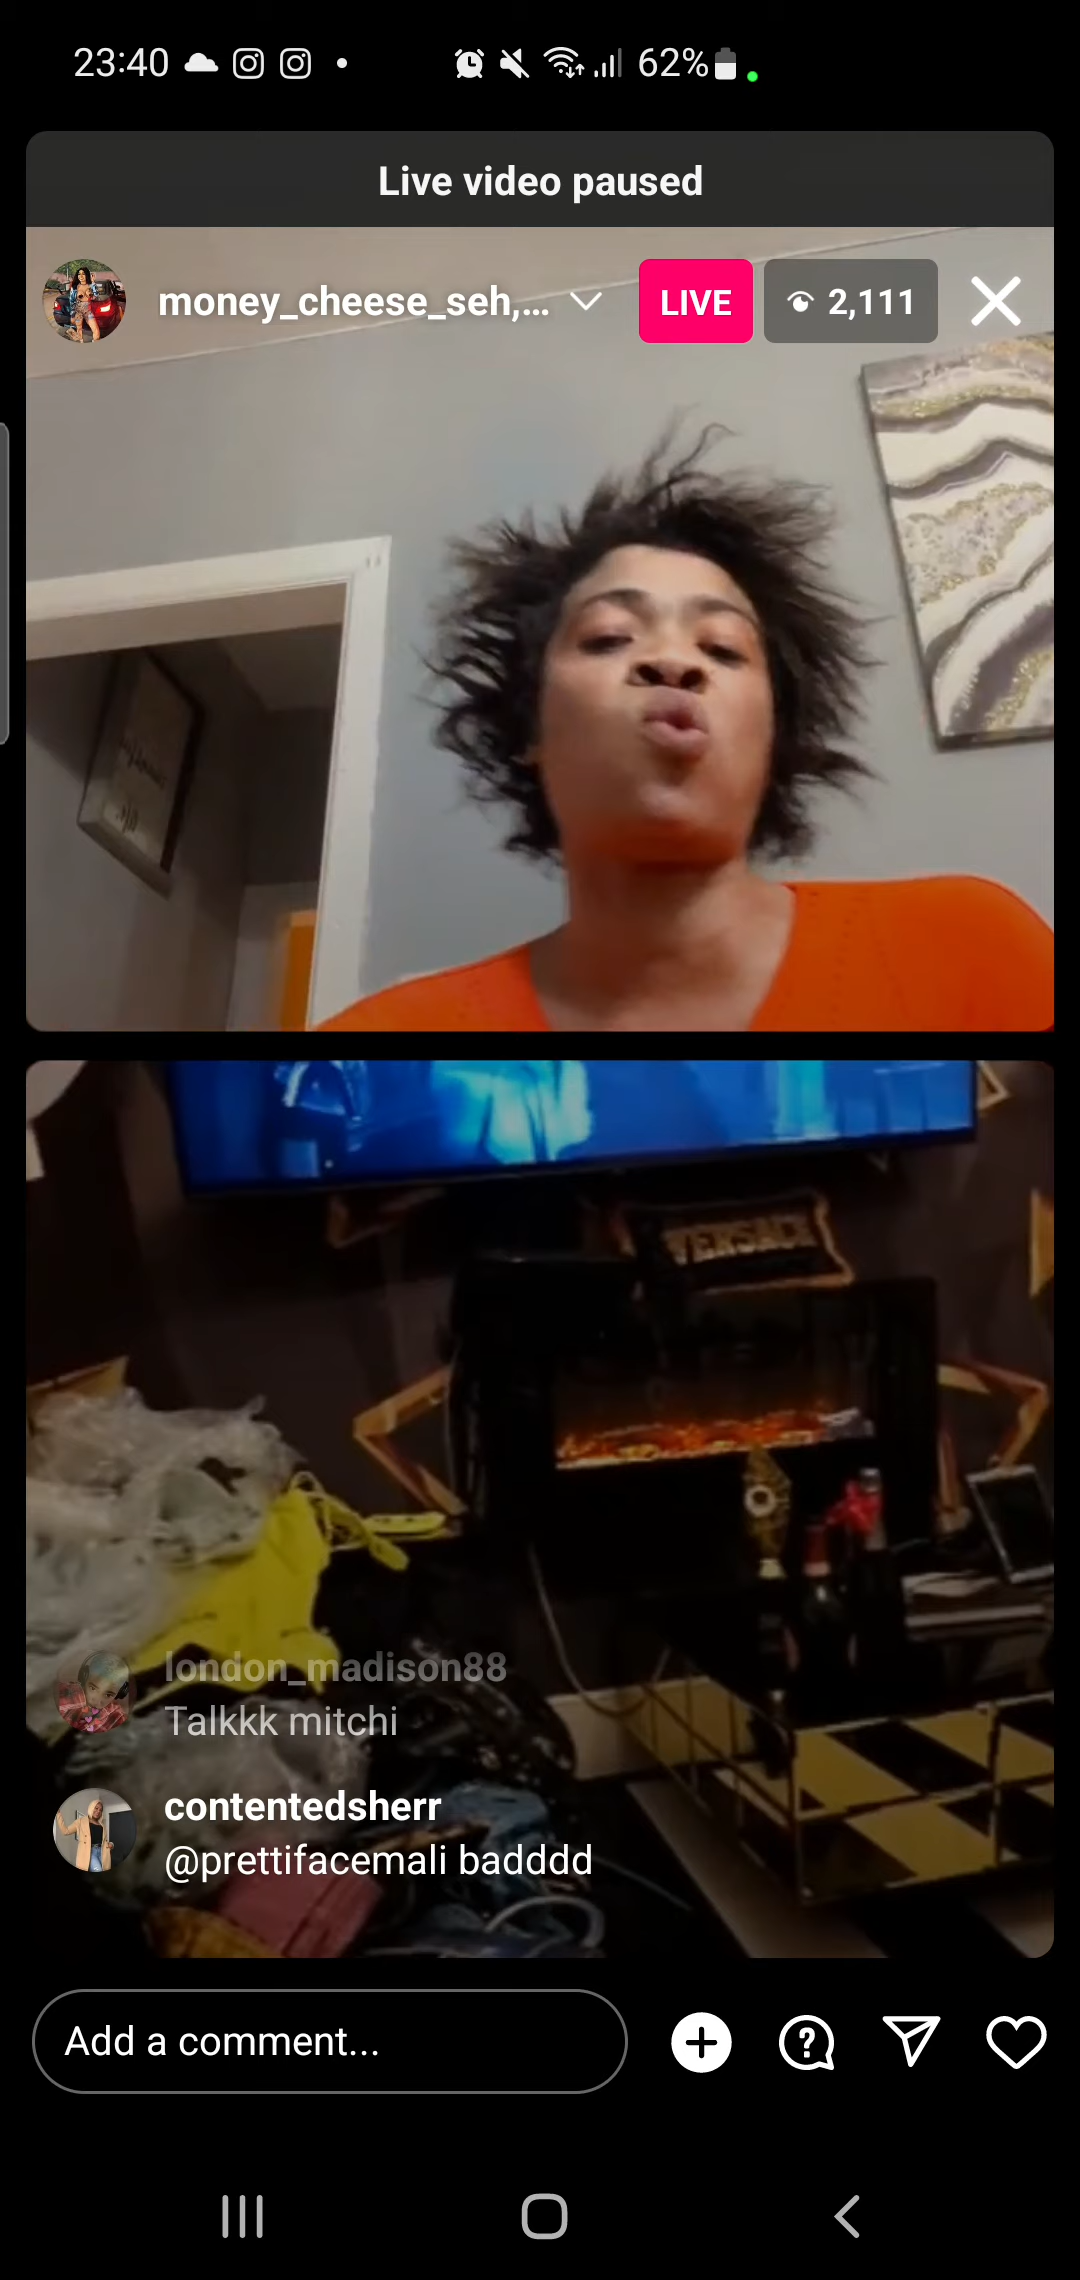 23:40
62%
Live video paused
money_cheese_seh,...
LIVE
2,111
VERSACE
london_madison88
Talkkk mitchi
contentedsherr
@prettifacemali badddd
Add a comment...